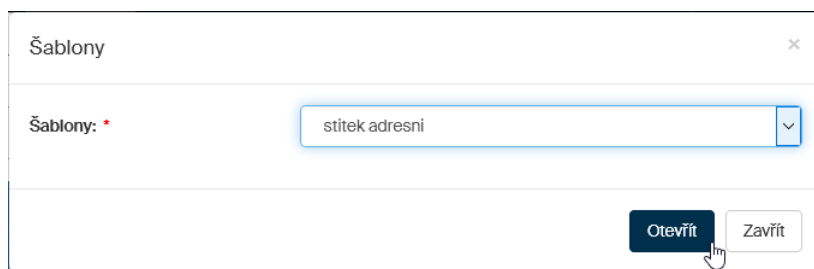 Šablony
×
Šablony: *
stitek adresni
Otevřít
Zavřít